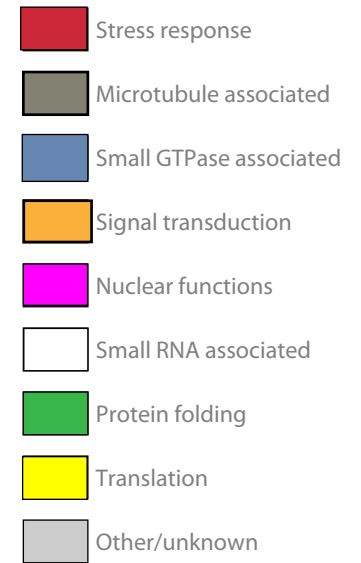 Stress response
Microtubule associated
Small GTPase associated
Signal transduction
Nuclear functions
Small RNA associated
Protein folding
Translation
Other/unknown